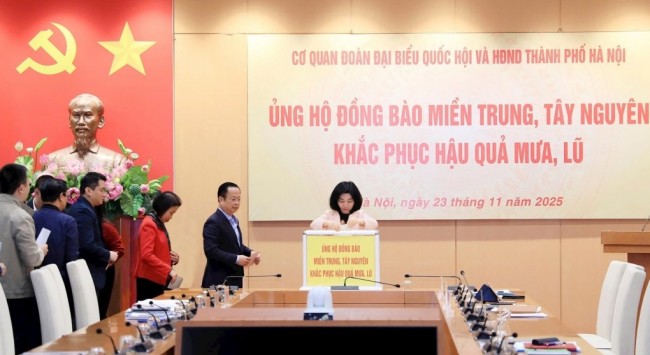 CƠ QUAN ĐOÀN ĐẠI BIỂU QUỐC HỘI VÀ HĐND THÀNH PHỐ HÀ NỘI
ỦNG HỘ ĐỒNG BÀO MIỀN TRUNG, TÂY NGUYÊN
KHẮC PHỤC HẬU QUẢ MƯA, LŨ
Hà Nội, ngày 23 tháng 11 năm 2025
ỦNG HỘ ĐỒNG BÀO
MIỀN TRUNG, TÂY NGUYÊN
KHẮC PHỤC HẬU QUẢ MƯA, LŨ